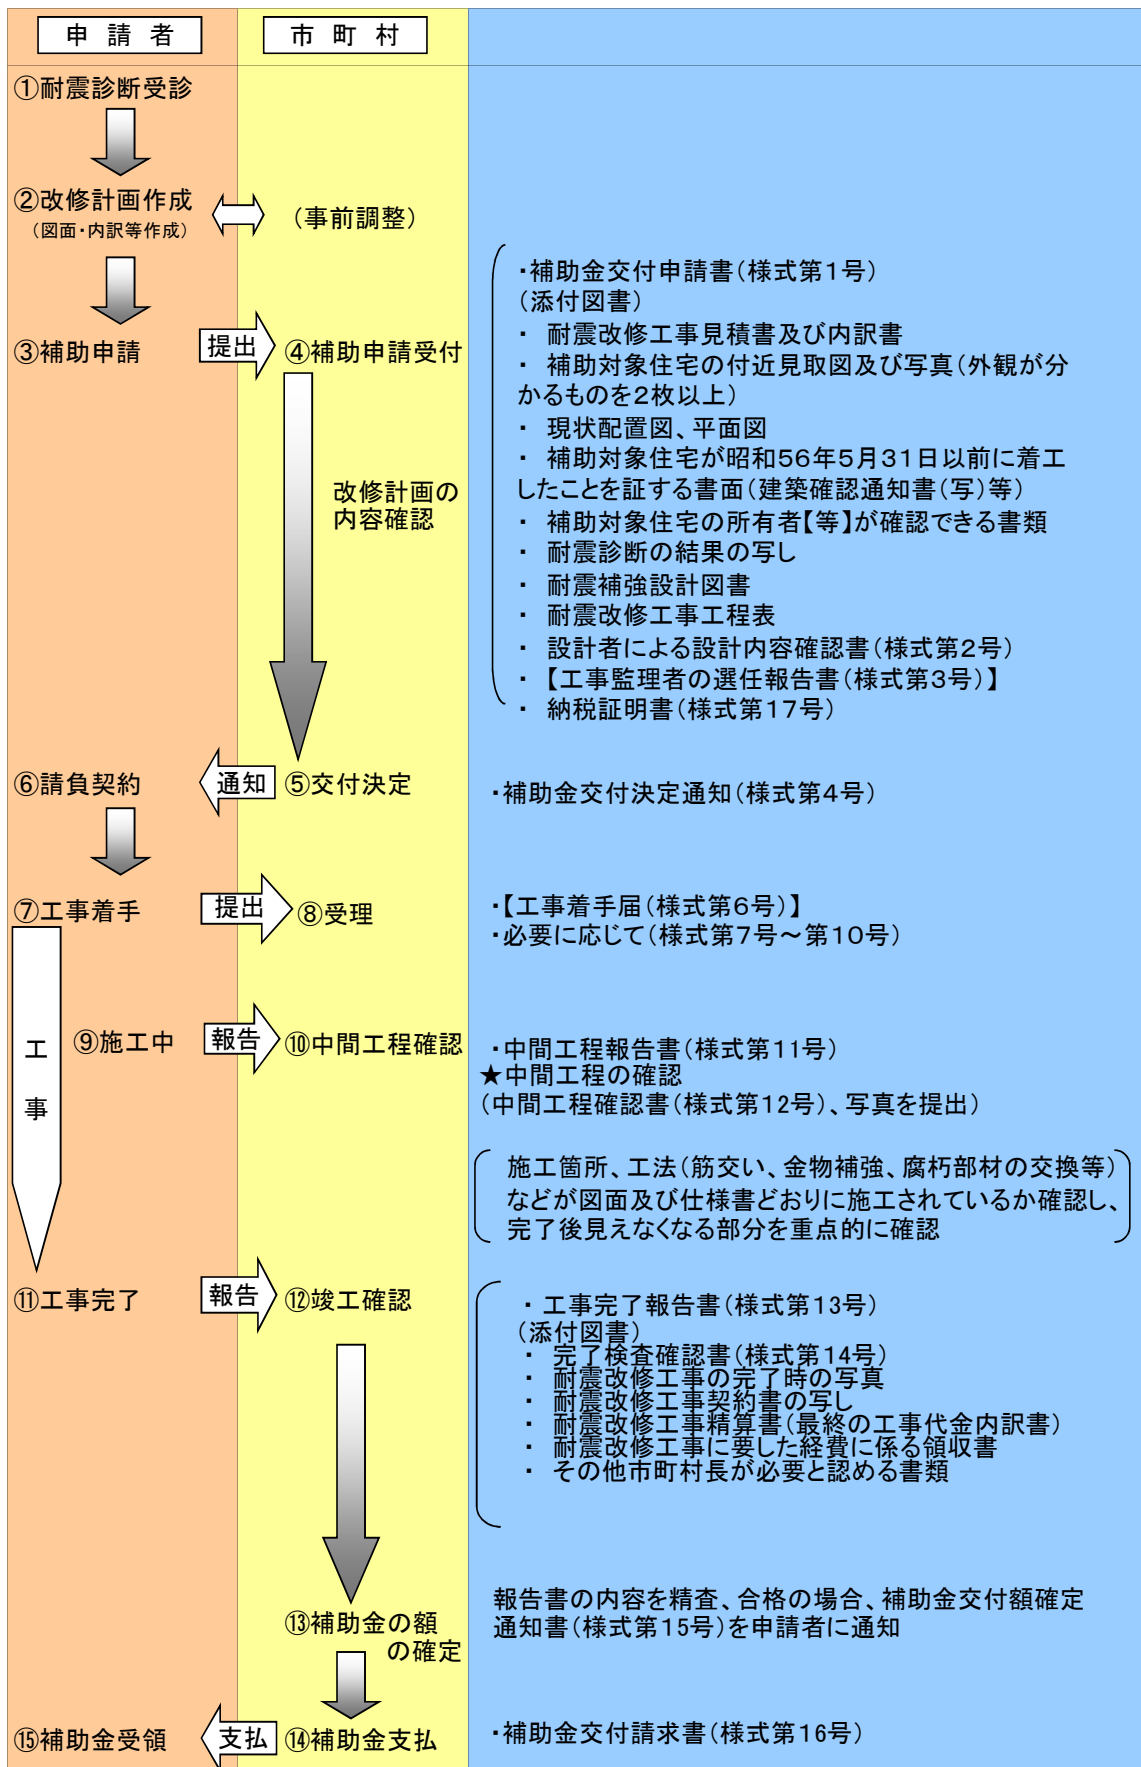 申請者
市町村
①耐震診断受診
②改修計画作成
（図面・内訳等作成）
（事前調整）
③補助申請
提出
④補助申請受付
・補助金交付申請書（様式第１号）
（添付図書）
・ 耐震改修工事見積書及び内訳書
・ 補助対象住宅の付近見取図及び写真（外観が分
かるものを２枚以上）
・ 現状配置図、平面図
・ 補助対象住宅が昭和５６年５月３１日以前に着工
したことを証する書面（建築確認通知書（写）等）
・ 補助対象住宅の所有者【等】が確認できる書類
・ 耐震診断の結果の写し
・ 耐震補強設計図書
・ 耐震改修工事工程表
・ 設計者による設計内容確認書（様式第２号）
・ 【工事監理者の選任報告書（様式第３号）】
・ 納税証明書（様式第17号）
改修計画の
内容確認
⑥請負契約
通知
⑤交付決定
・補助金交付決定通知（様式第４号）
⑦工事着手
提出
⑧受理
・【工事着手届（様式第６号）】
・必要に応じて（様式第７号～第１０号）
工事
⑨施工中
報告
⑩中間工程確認
・中間工程報告書（様式第11号）
★中間工程の確認
（中間工程確認書（様式第12号）、写真を提出）
施工箇所、工法（筋交い、金物補強、腐朽部材の交換等）
などが図面及び仕様書どおりに施工されているか確認し、
完了後見えなくなる部分を重点的に確認
⑪工事完了
報告
⑫竣工確認
・ 工事完了報告書（様式第13号）
（添付図書）
・ 完了検査確認書（様式第14号）
・ 耐震改修工事の完了時の写真
・ 耐震改修工事契約書の写し
・ 耐震改修工事精算書（最終の工事代金内訳書）
・ 耐震改修工事に要した経費に係る領収書
・ その他市町村長が必要と認める書類
⑬補助金の額
の確定
報告書の内容を精査、合格の場合、補助金交付額確定
通知書（様式第15号）を申請者に通知
⑮補助金受領
支払
⑭補助金支払
・補助金交付請求書（様式第16号）